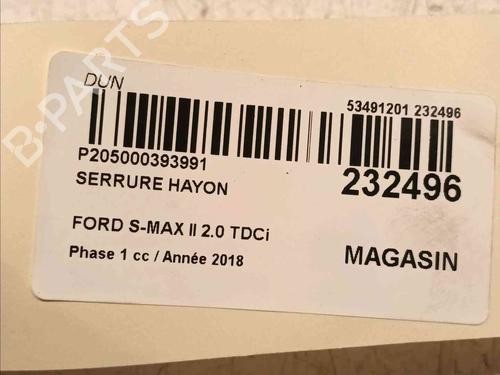 B-PARTS
DUN
53491201 232496
P205000393991
SERRURE HAYON
232496
FORD S-MAX II 2.0 TDCi
Phase 1 cc / Année 2018
MAGASIN